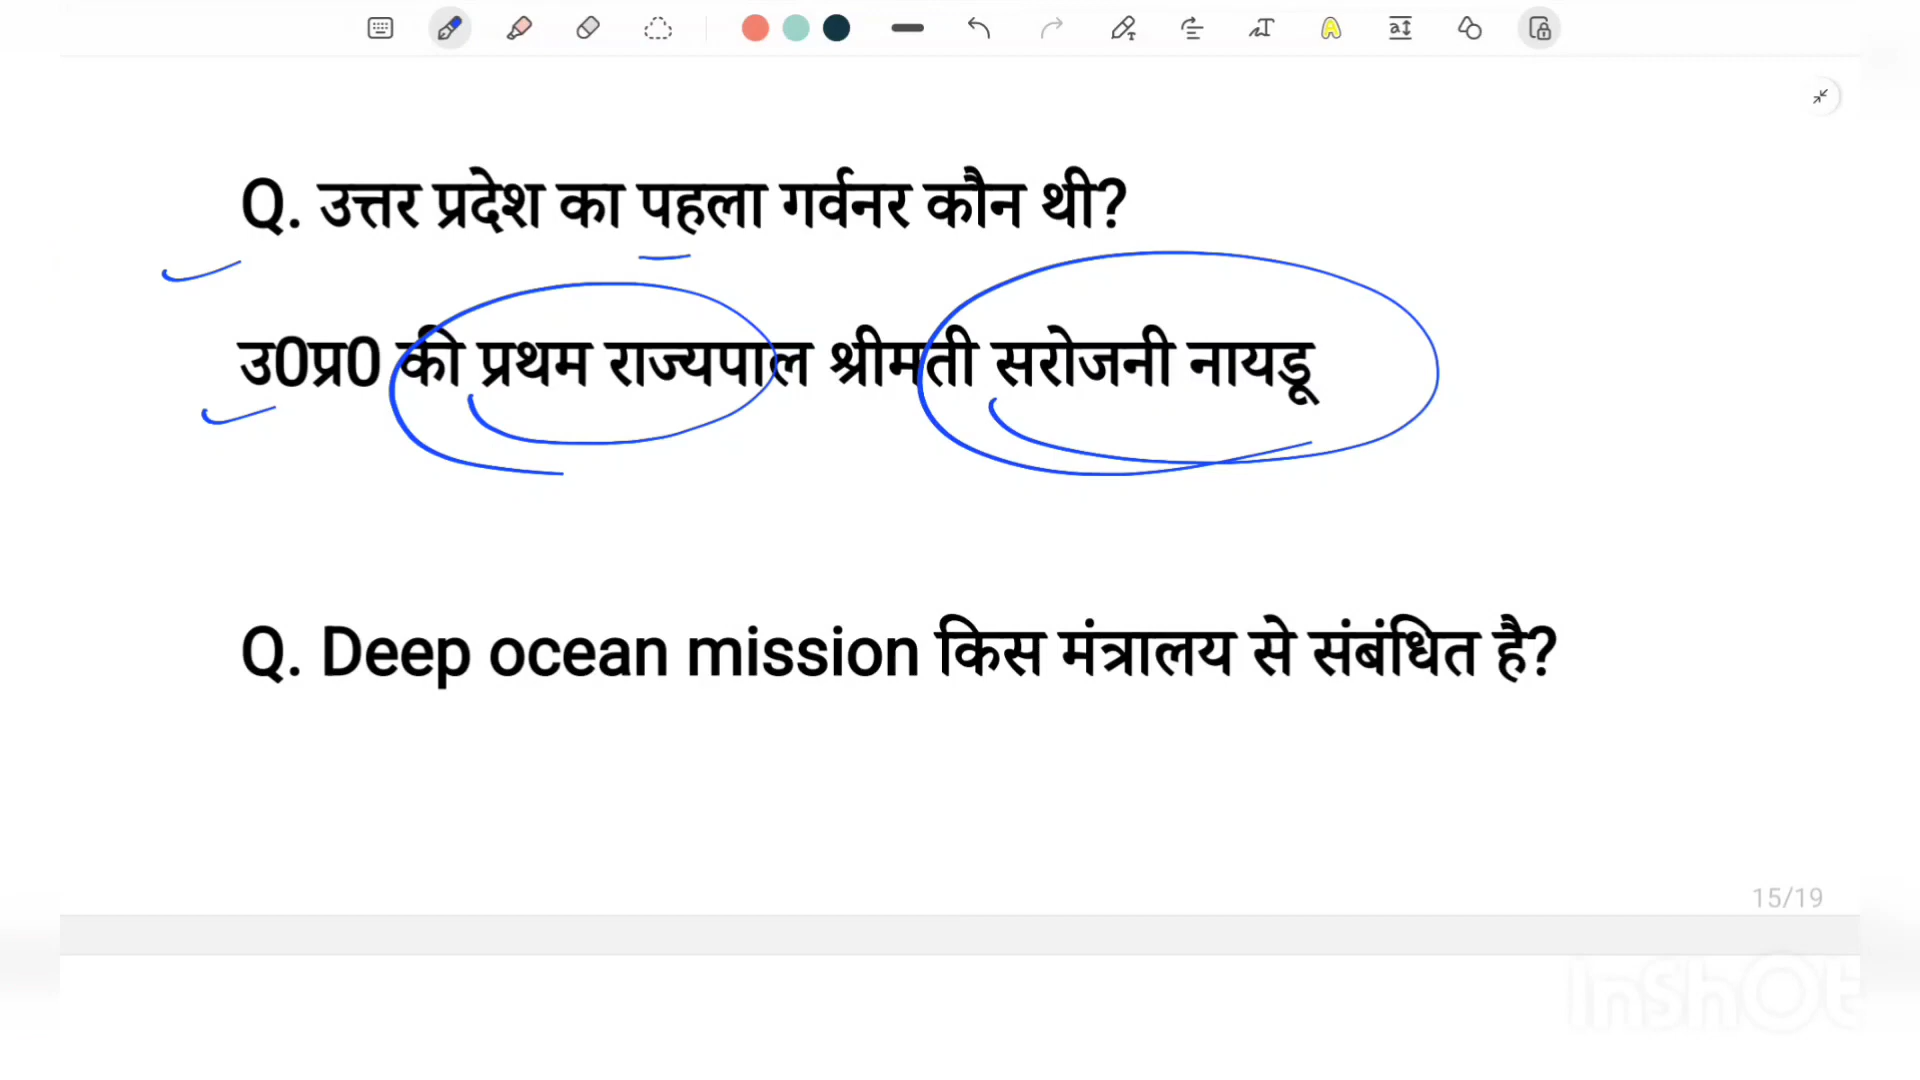 Q. उत्तर प्रदेश का पहला गर्वनर कौन थी?
उ0प्र0 की प्रथम राज्यपाल श्रीमती सरोजनी नायडू
Q. Deep ocean mission किस मंत्रालय से संबंधित है?
15/19
InShOt